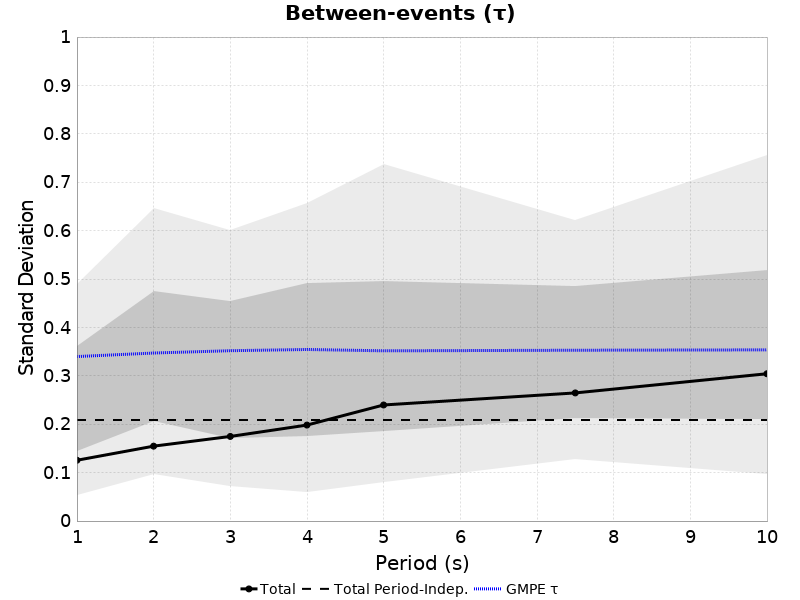 Between-events (τ)
1
0.9
0.8
0.7
0.6
0.5
0.4
0.3
0.2
0.1
0
Standard Deviation
1 2 3 4 5 6 7 8 9 10
Period (s)
Total Total Period-Indep. GMPE τ